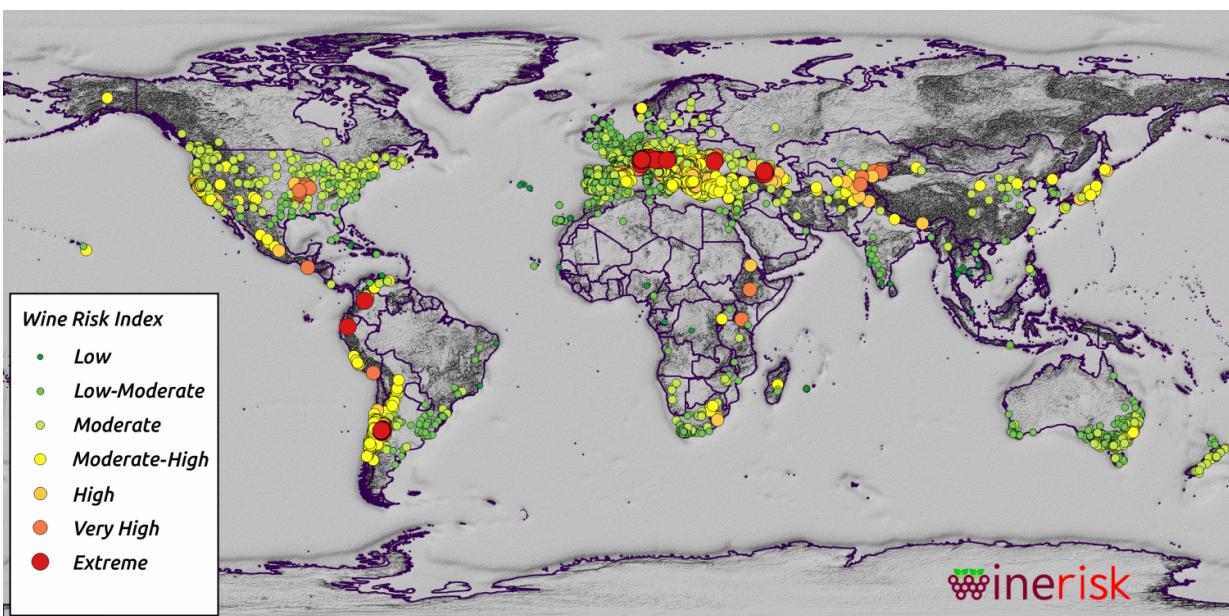 Wine Risk Index
Low
Low-Moderate
Moderate
Moderate-High
High
Very High
Extreme
winerisk